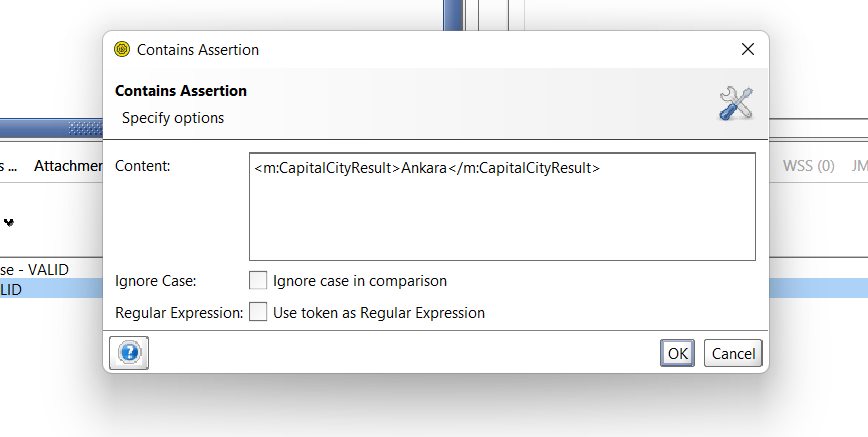 Contains Assertion
Contains Assertion
Specify options
s ... Attachmen
WSS (0) JM
Content:
<m:CapitalCityResult>Ankara</m:CapitalCityResult>
se - VALID
LID
Ignore Case: Ignore case in comparison
Regular Expression: Use token as Regular Expression
OK Cancel